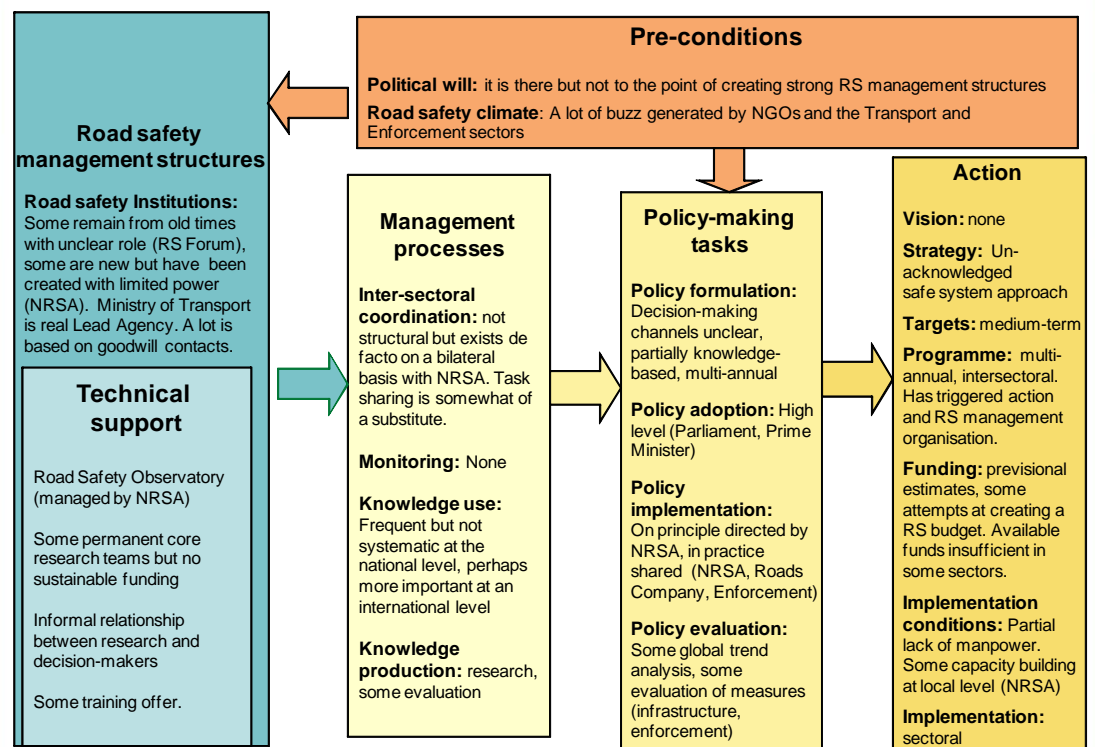 Pre-conditions
Political will: it is there but not to the point of creating strong RS management structures
Road safety climate: A lot of buzz generated by NGOs and the Transport and
Enforcement sectors
Road safety
management structures
Road safety Institutions:
Some remain from old times
with unclear role (RS Forum),
some are new but have been
created with limited power
(NRSA). Ministry of Transport
is real Lead Agency. A lot is
based on goodwill contacts.
Technical
support
Road Safety Observatory
(managed by NRSA)
Some permanent core
research teams but no
sustainable funding
Informal relationship
between research and
decision-makers
Some training offer.
Management
processes
Inter-sectoral
coordination: not
structural but exists de
facto on a bilateral
basis with NRSA. Task
sharing is somewhat of
a substitute.
Monitoring: None
Knowledge use:
Frequent but not
systematic at the
national level, perhaps
more important at an
international level
Knowledge
production: research,
some evaluation
Policy-making
tasks
Policy formulation:
Decision-making
channels unclear,
partially knowledge-
based, multi-annual
Policy adoption: High
level (Parliament, Prime
Minister)
Policy
implementation:
On principle directed by
NRSA, in practice
shared (NRSA, Roads
Company, Enforcement)
Policy evaluation:
Some global trend
analysis, some
evaluation of measures
(infrastructure,
enforcement)
Action
Vision: none
Strategy: Un-
acknowledged
safe system approach
Targets: medium-term
Programme: multi-
annual, intersectoral.
Has triggered action
and RS management
organisation.
Funding: previsional
estimates, some
attempts at creating a
RS budget. Available
funds insufficient in
some sectors.
Implementation
conditions: Partial
lack of manpower.
Some capacity building
at local level (NRSA)
Implementation:
sectoral